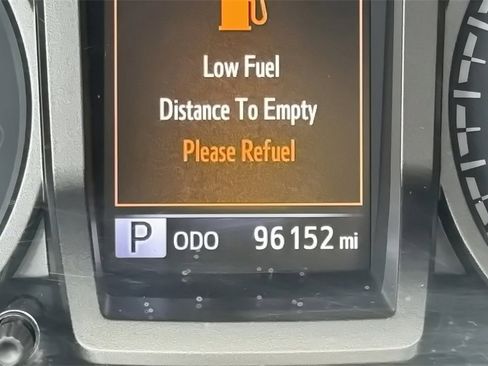 Low Fuel
Distance To Empty
Please Refuel
P ODO 96152 mi